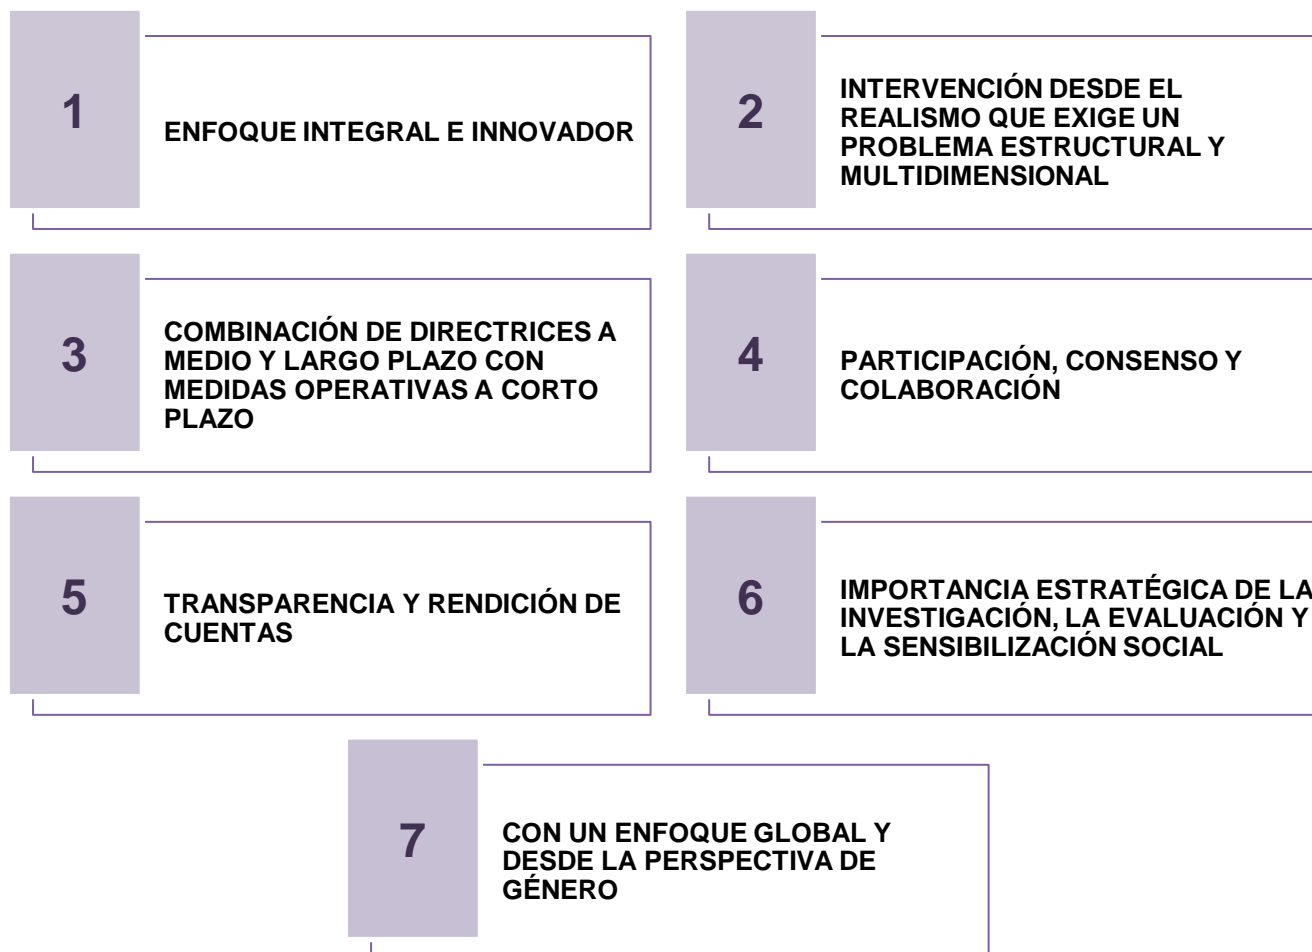 1
ENFOQUE INTEGRAL E INNOVADOR
2
INTERVENCIÓN DESDE EL
REALISMO QUE EXIGE UN
PROBLEMA ESTRUCTURAL Y
MULTIDIMENSIONAL
3
COMBINACIÓN DE DIRECTRICES A
MEDIO Y LARGO PLAZO CON
MEDIDAS OPERATIVAS A CORTO
PLAZO
4
PARTICIPACIÓN, CONSENSO Y
COLABORACIÓN
5
TRANSPARENCIA Y RENDICIÓN DE
CUENTAS
6
IMPORTANCIA ESTRATÉGICA DE LA
INVESTIGACIÓN, LA EVALUACIÓN Y
LA SENSIBILIZACIÓN SOCIAL
7
CON UN ENFOQUE GLOBAL Y
DESDE LA PERSPECTIVA DE
GÉNERO